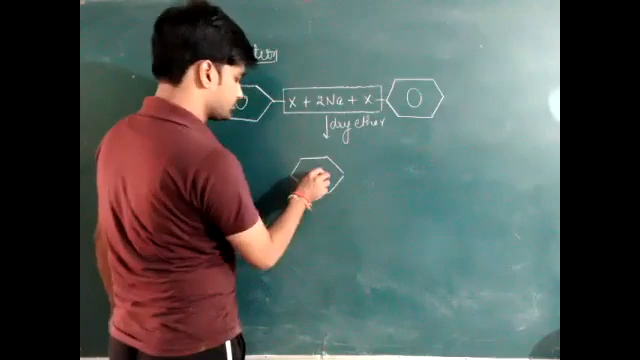 X + 2Na + X
dry ether